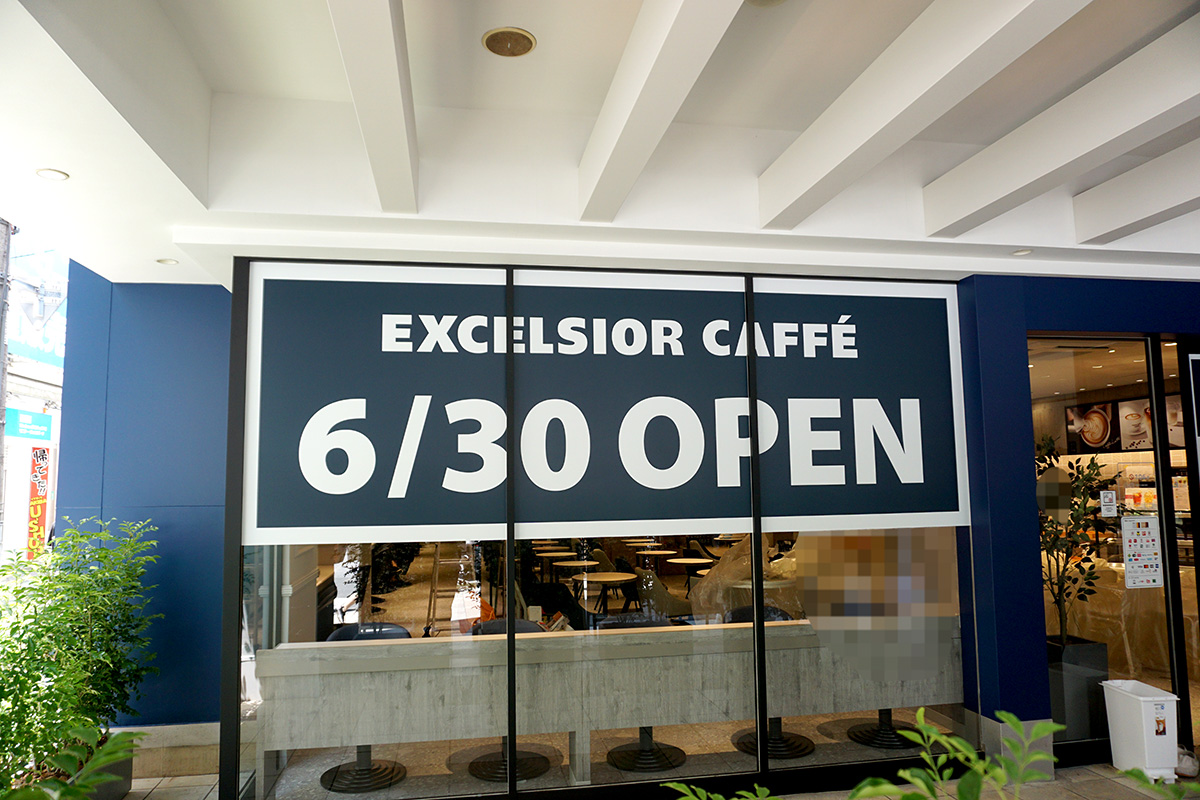 EXCELSIOR CAFFÉ
6/30 OPEN